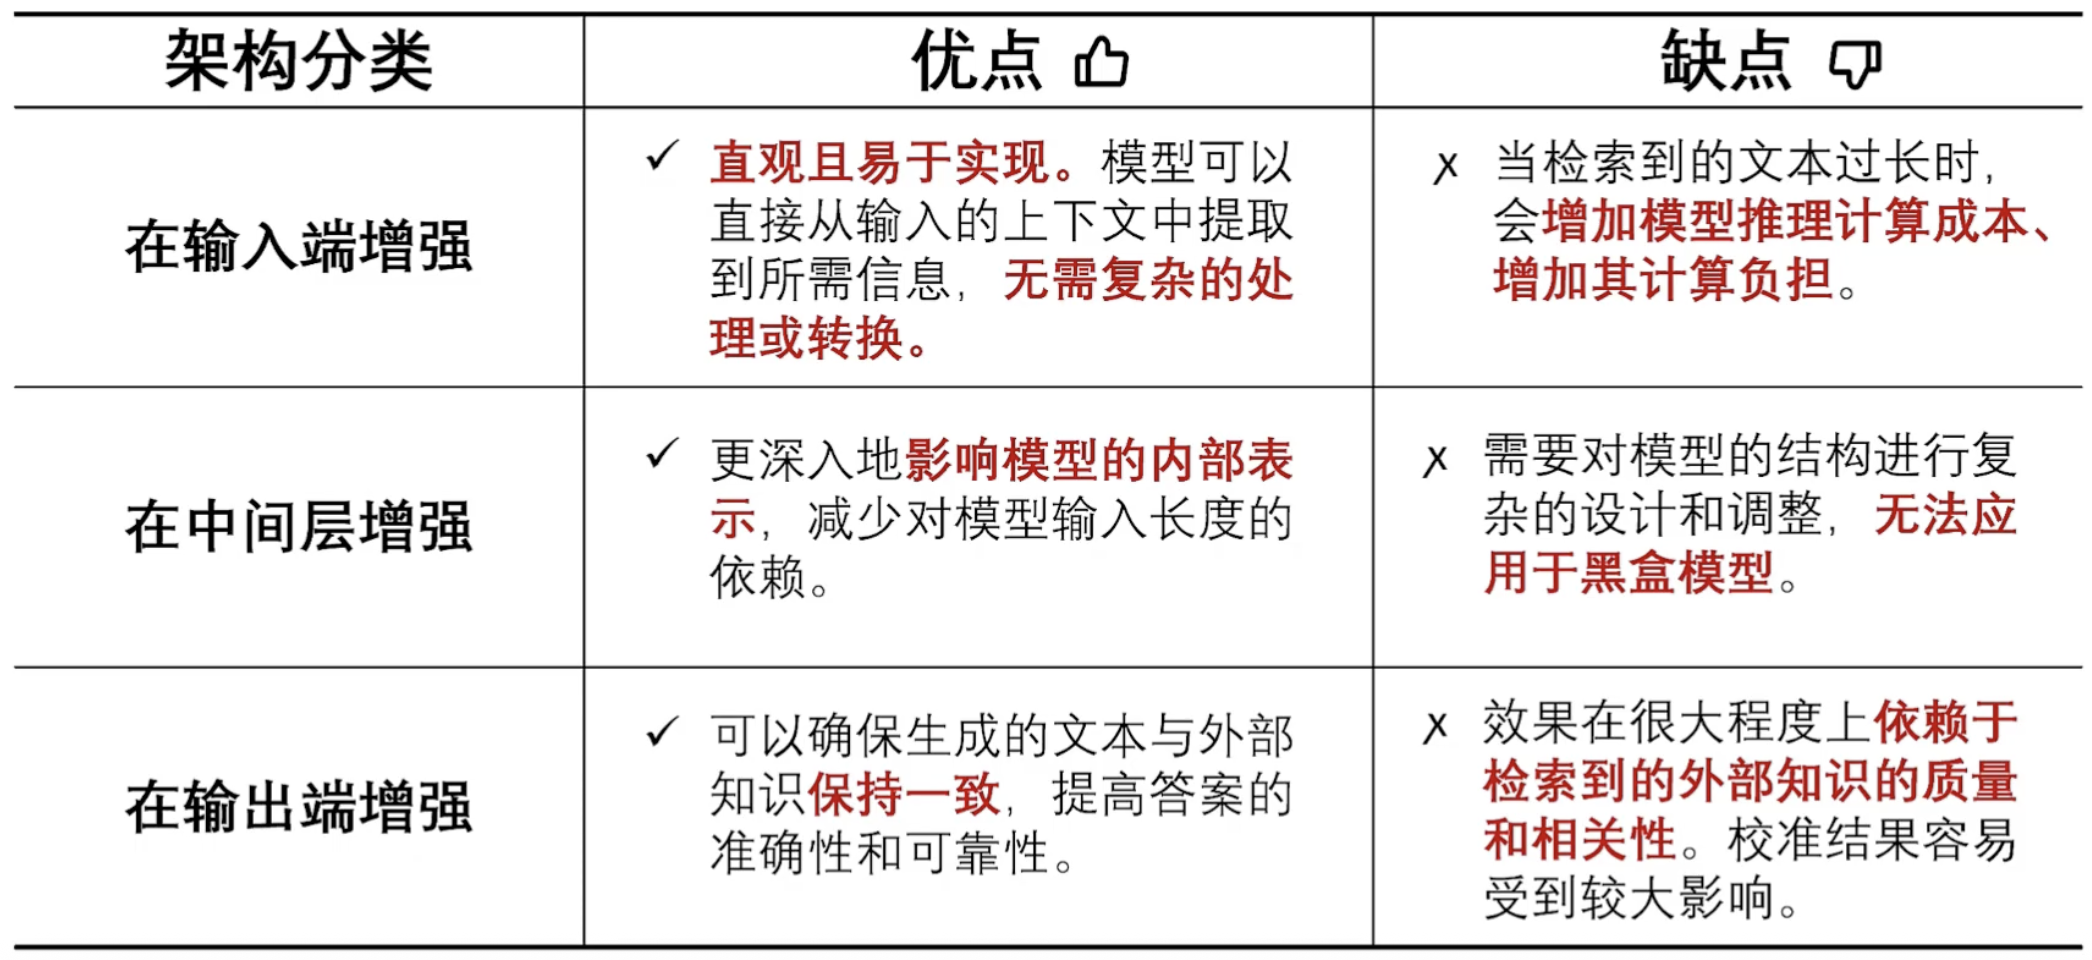 架构分类 优点 缺点
在输入端增强
✓ 直观且易于实现。模型可以
直接从输入的上下文中提取
到所需信息，无需复杂的处
理或转换。
✗ 当检索到的文本过长时，
会增加模型推理计算成本、
增加其计算负担。
在中间层增强
✓ 更深入地影响模型的内部表
示，减少对模型输入长度的
依赖。
✗ 需要对模型的结构进行复
杂的设计和调整，无法应
用于黑盒模型。
在输出端增强
✓ 可以确保生成的文本与外部
知识保持一致，提高答案的
准确性和可靠性。
✗ 效果在很大程度上依赖于
检索到的外部知识的质量
和相关性。校准结果容易
受到较大影响。